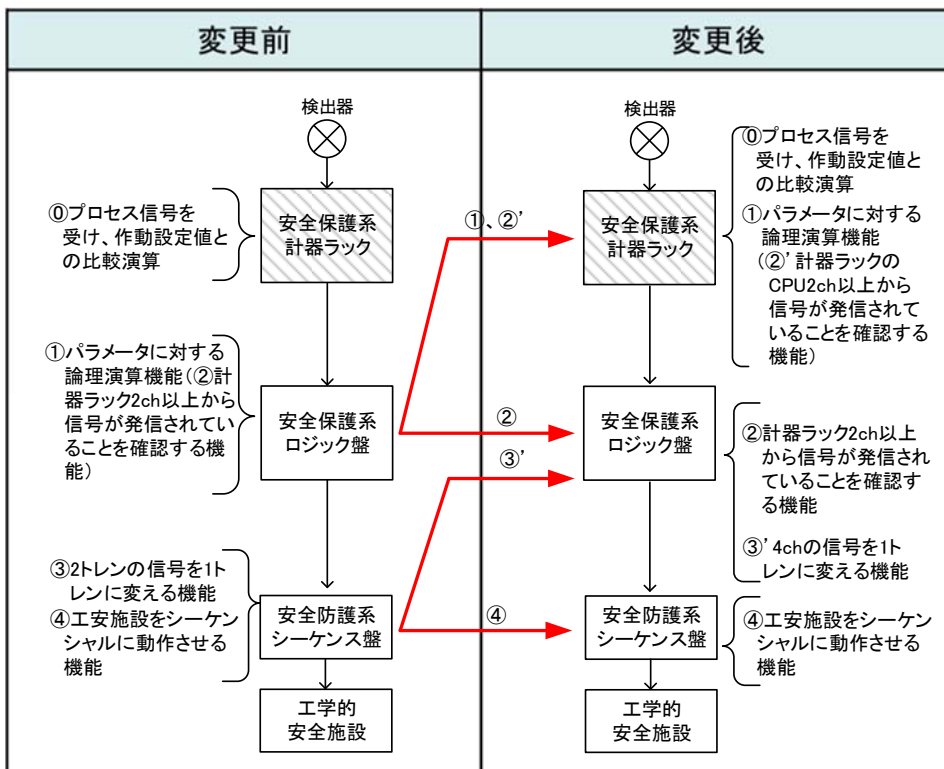 変更前
変更後
検出器
⓪プロセス信号を
受け、作動設定値と
の比較演算
安全保護系
計器ラック
①パラメータに対する
論理演算機能(②計
器ラック2ch以上から
信号が発信されてい
ることを確認する機
能)
安全保護系
ロジック盤
③2トレンの信号を1ト
レンに変える機能
④工安施設をシーケン
シャルに動作させる
機能
安全防護系
シーケンス盤
工学的
安全施設
①、②’
②
③’
④
検出器
⓪プロセス信号を
受け、作動設定値と
の比較演算
安全保護系
計器ラック
①パラメータに対する
論理演算機能
(②’計器ラックの
CPU2ch以上から
信号が発信されて
いることを確認する
機能)
安全保護系
ロジック盤
②計器ラック2ch以上
から信号が発信され
ていることを確認す
る機能
③’4chの信号を1ト
レンに変える機能
安全防護系
シーケンス盤
④工安施設をシーケン
シャルに動作させる
機能
工学的
安全施設